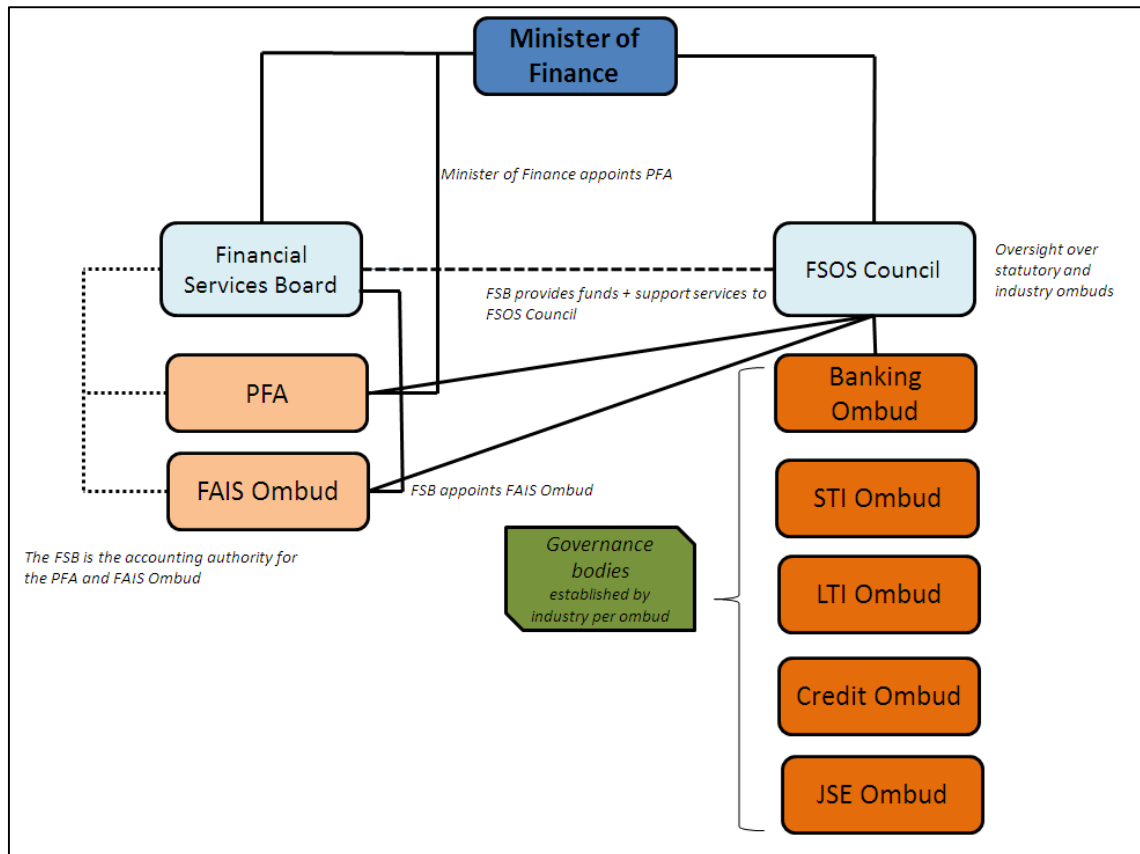 Minister of
Finance
Minister of Finance appoints PFA
Financial
Services Board
FSOS Council
Oversight over
statutory and
industry ombuds
FSB provides funds + support services to
FSOS Council
PFA
Banking
Ombud
FAIS Ombud
FSB appoints FAIS Ombud
STI Ombud
The FSB is the accounting authority for
the PFA and FAIS Ombud
Governance
bodies
established by
industry per ombud
LTI Ombud
Credit Ombud
JSE Ombud